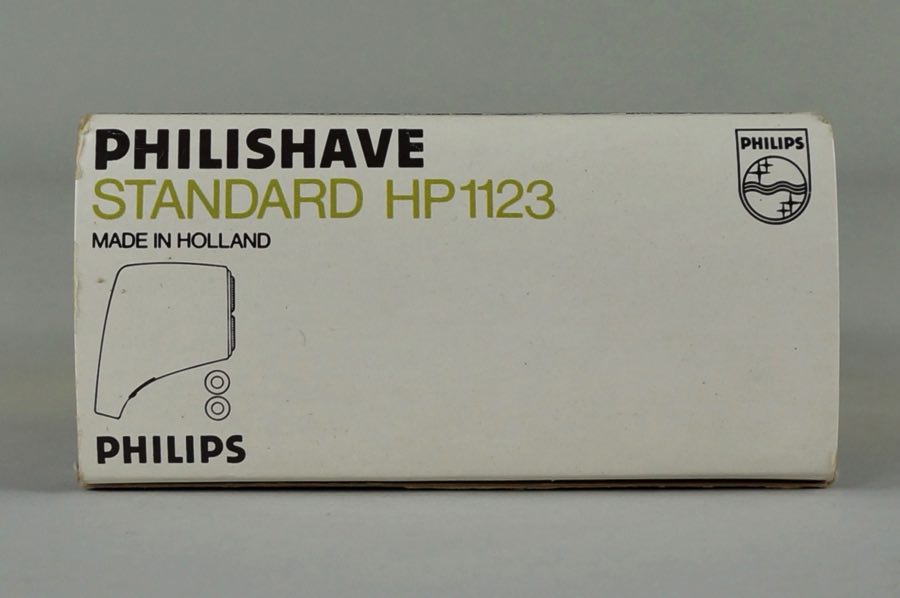 PHILISHAVE
STANDARD HP1123
MADE IN HOLLAND
PHILIPS
PHILIPS